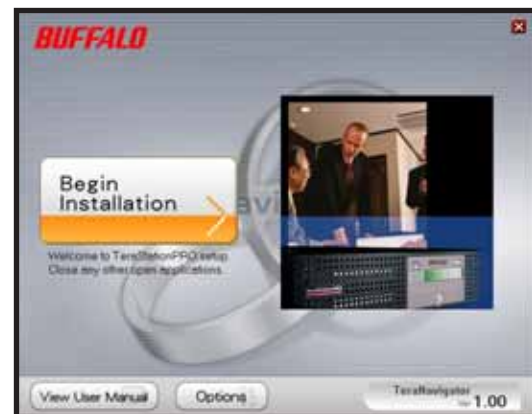 BUFFALO
Begin
Installation
Welcome to TeraStationPRO setup.
Close any other open applications.
View User Manual
Options
TeraNavigator
Ver 1.00